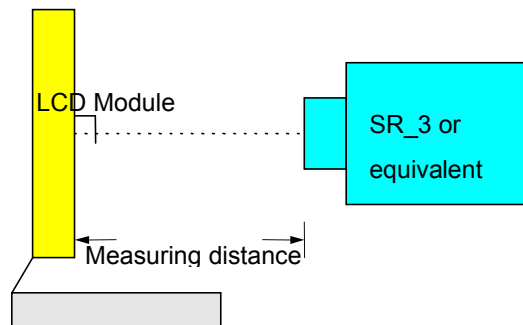 LCD Module
SR_3 or
equivalent
Measuring distance